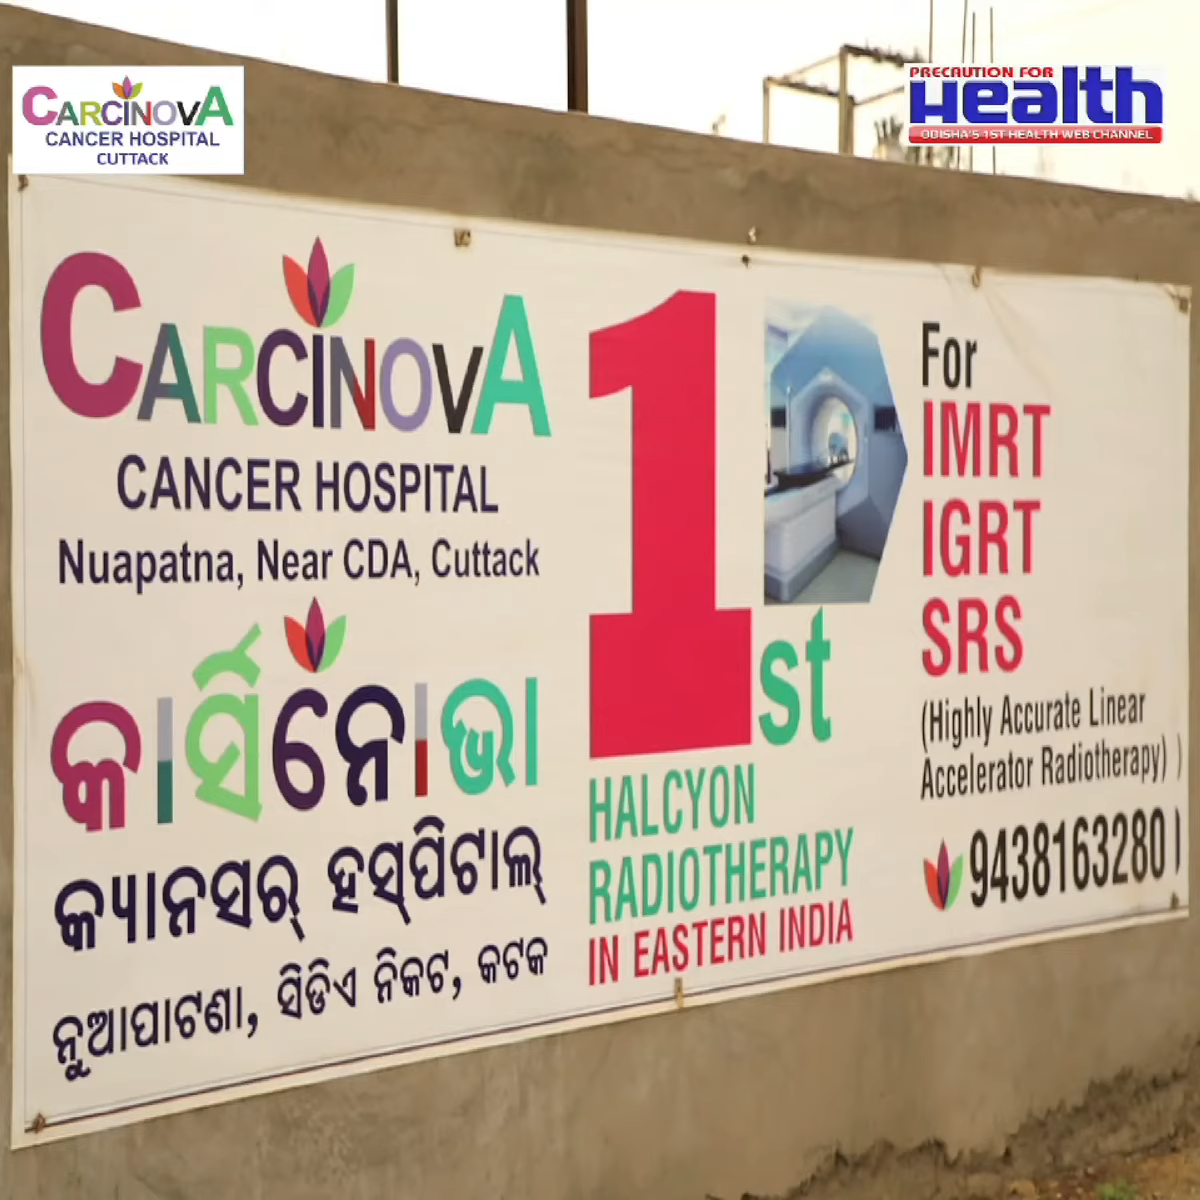 CARCINOVA
CANCER HOSPITAL
CUTTACK
PRECAUTION FOR
Health
ODISHA'S 1ST HEALTH WEB CHANNEL
CARCINOVA
CANCER HOSPITAL
Nuapatna, Near CDA, Cuttack
କାର୍ସିନୋଭା
କ୍ୟାନସର୍ ହସ୍ପିଟାଲ୍
ନୁଆପାଟଣା, ସିଡିଏ ନିକଟ, କଟକ
1st
HALCYON
RADIOTHERAPY
IN EASTERN INDIA
For
IMRT
IGRT
SRS
(Highly Accurate Linear
Accelerator Radiotherapy)
9438163280